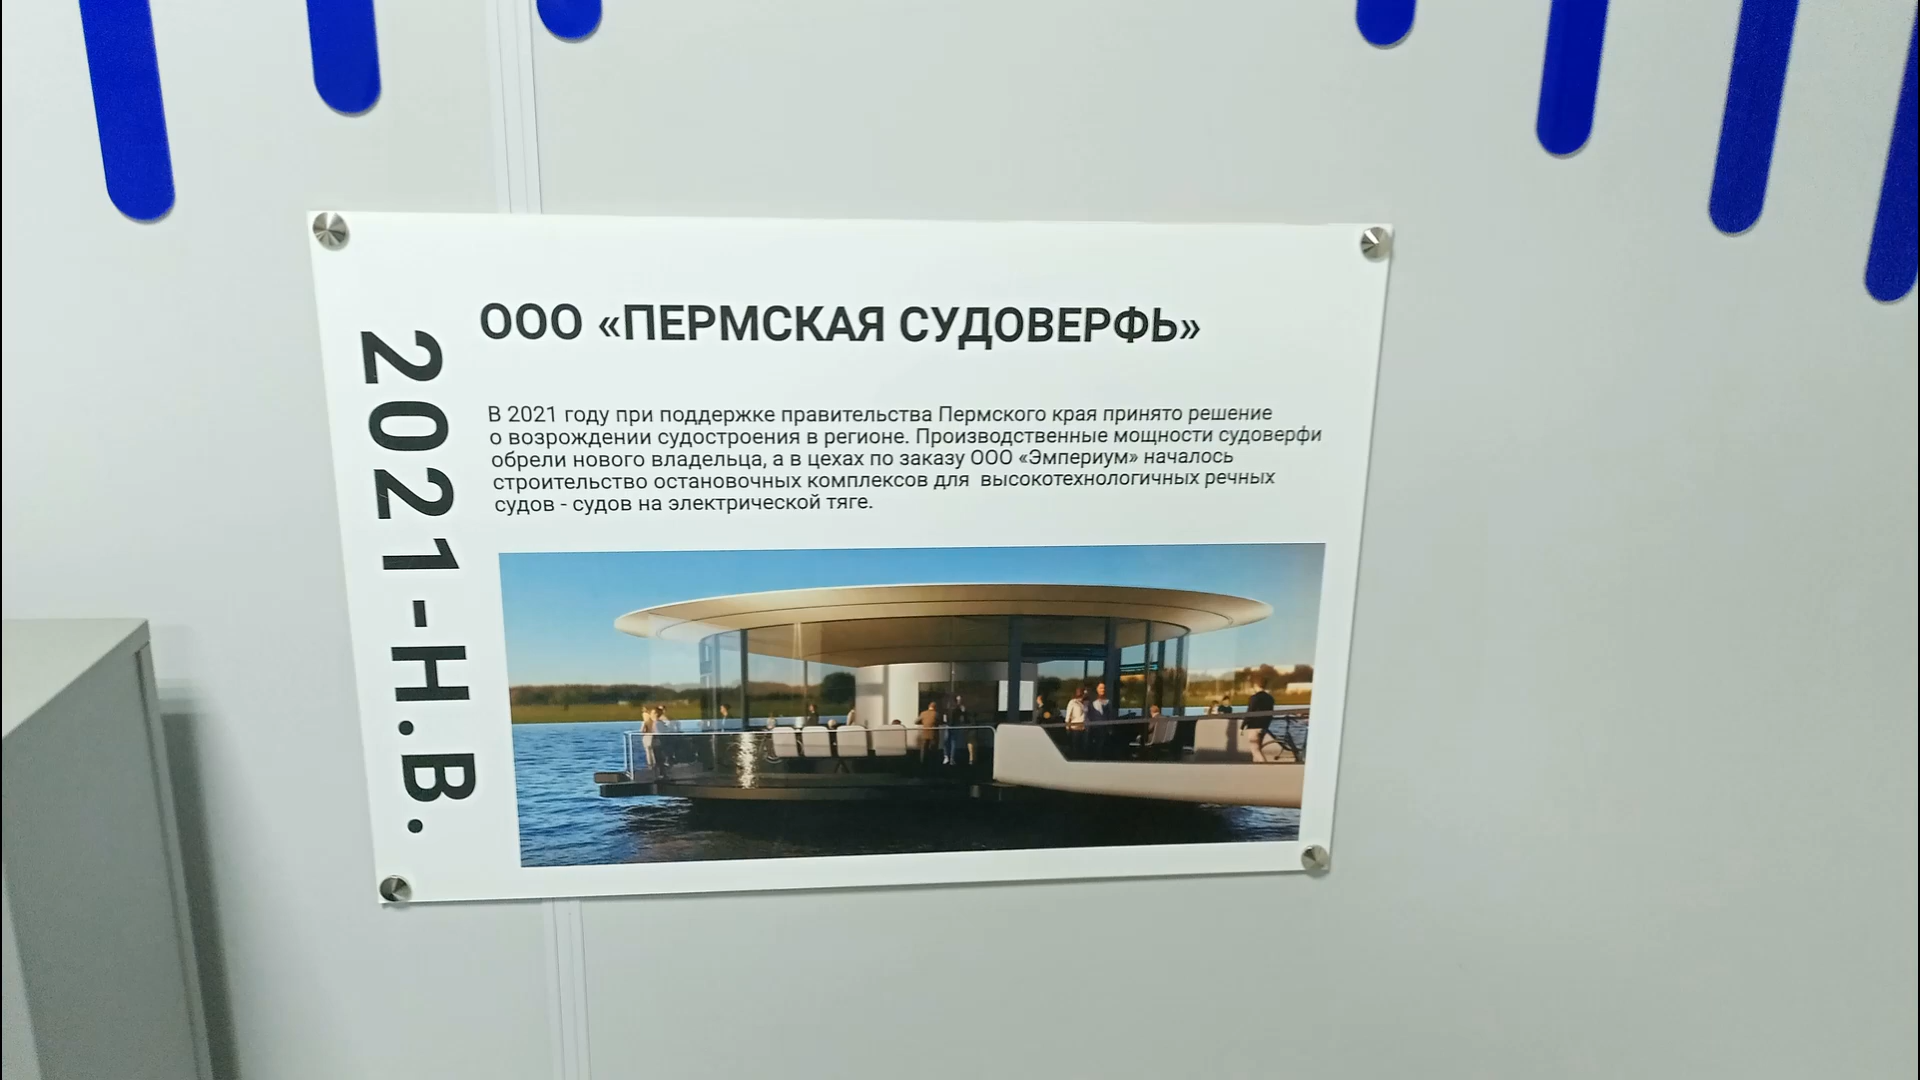 ООО «ПЕРМСКАЯ СУДОВЕРФЬ»
2021-Н.В.
В 2021 году при поддержке правительства Пермского края принято решение
о возрождении судостроения в регионе. Производственные мощности судоверфи
обрели нового владельца, а в цехах по заказу ООО «Эмпериум» началось
строительство остановочных комплексов для высокотехнологичных речных
судов - судов на электрической тяге.